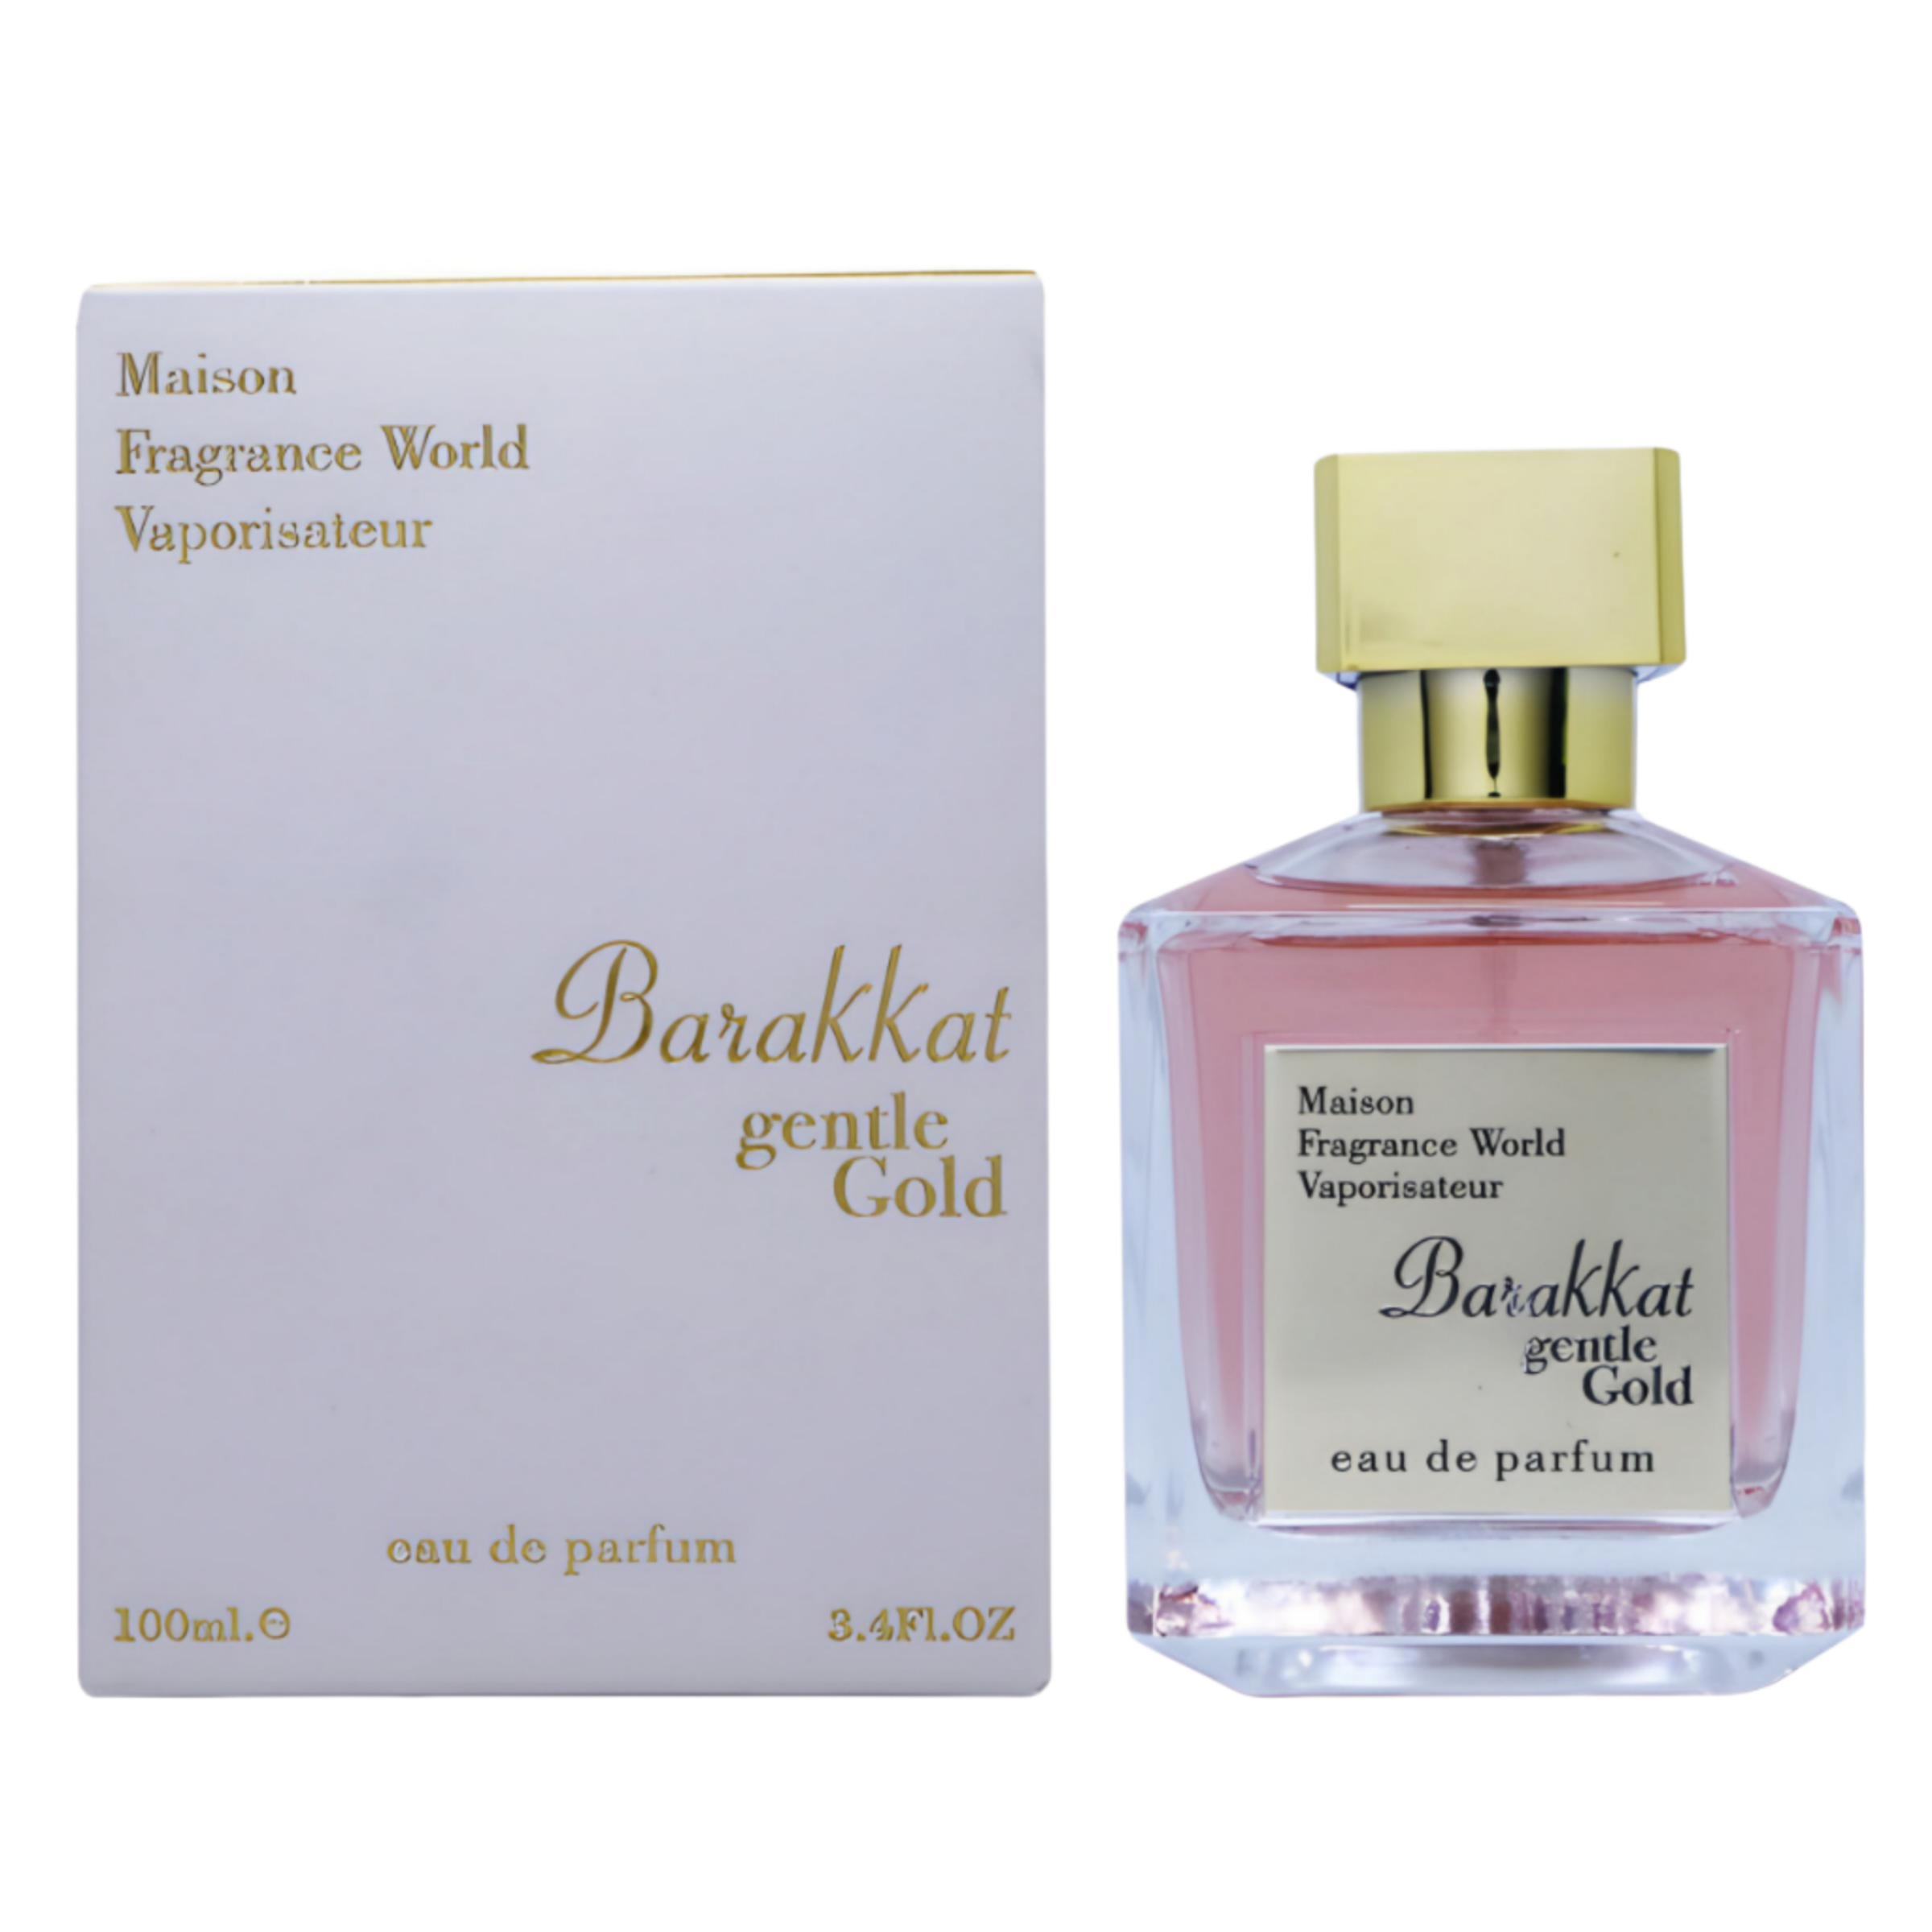 Maison
Fragrance World
Vaporisateur
Barakkat
gentle
Gold
eau de parfum
100ml.℮ 3.4Fl.OZ
Maison
Fragrance World
Vaporisateur
Barakkat
gentle
Gold
eau de parfum